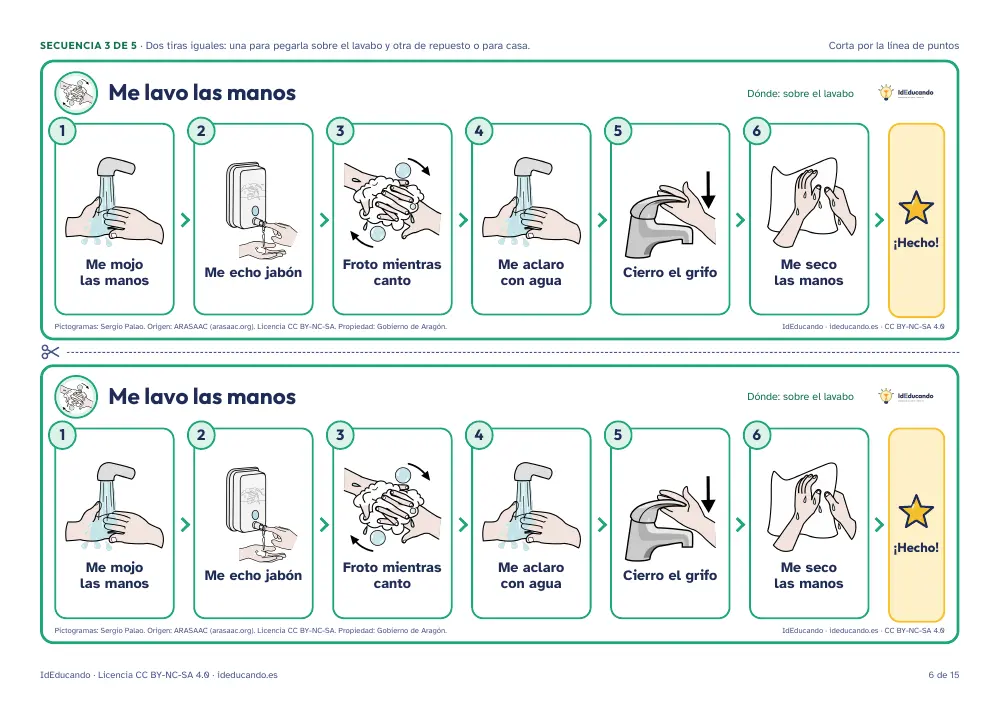 SECUENCIA 3 DE 5 · Dos tiras iguales: una para pegarla sobre el lavabo y otra de repuesto o para casa.
Corta por la línea de puntos
Me lavo las manos
Dónde: sobre el lavabo
IdEducando
1
2
3
4
5
6
Me mojo
las manos
Me echo jabón
Froto mientras
canto
Me aclaro
con agua
Cierro el grifo
Me seco
las manos
¡Hecho!
Pictogramas: Sergio Palao. Origen: ARASAAC (arasaac.org). Licencia CC BY-NC-SA. Propiedad: Gobierno de Aragón.
IdEducando · ideducando.es · CC BY-NC-SA 4.0
Me lavo las manos
Dónde: sobre el lavabo
IdEducando
1
2
3
4
5
6
Me mojo
las manos
Me echo jabón
Froto mientras
canto
Me aclaro
con agua
Cierro el grifo
Me seco
las manos
¡Hecho!
Pictogramas: Sergio Palao. Origen: ARASAAC (arasaac.org). Licencia CC BY-NC-SA. Propiedad: Gobierno de Aragón.
IdEducando · ideducando.es · CC BY-NC-SA 4.0
IdEducando · Licencia CC BY-NC-SA 4.0 · ideducando.es
6 de 15